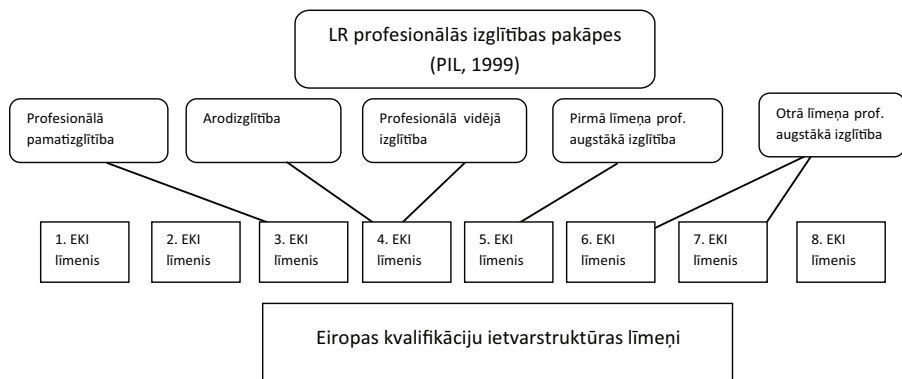 LR profesionālās izglītības pakāpes
(PIL, 1999)
Profesionālā
pamatizglītība
Arodizglītība
Profesionālā vidējā
izglītība
Pirmā līmeņa prof.
augstākā izglītība
Otrā līmeņa prof.
augstākā izglītība
1. EKI
līmenis
2. EKI
līmenis
3. EKI
līmenis
4. EKI
līmenis
5. EKI
līmenis
6. EKI
līmenis
7. EKI
līmenis
8. EKI
līmenis
Eiropas kvalifikāciju ietvarstruktūras līmeņi